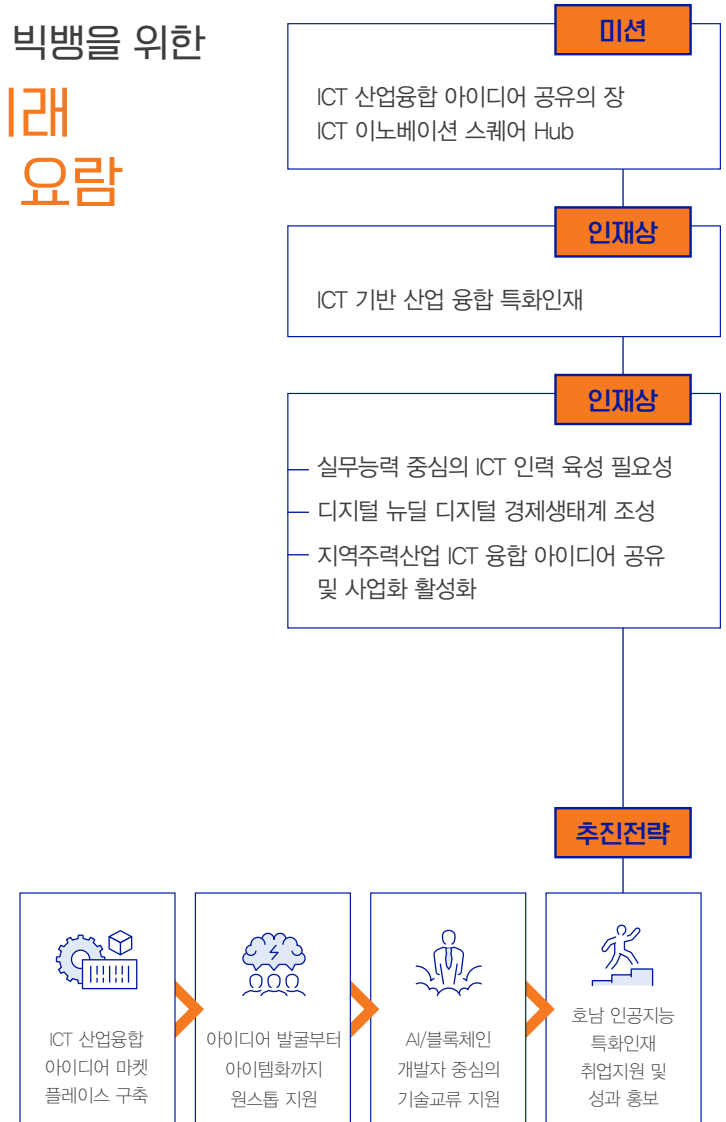 빅뱅을 위한
래
요람
미션
ICT 산업융합 아이디어 공유의 장
ICT 이노베이션 스퀘어 Hub
인재상
ICT 기반 산업 융합 특화인재
인재상
실무능력 중심의 ICT 인력 육성 필요성
디지털 뉴딜 디지털 경제생태계 조성
지역주력산업 ICT 융합 아이디어 공유
및 사업화 활성화
추진전략
ICT 산업융합
아이디어 마켓
플레이스 구축
아이디어 발굴부터
아이템화까지
원스톱 지원
AI/블록체인
개발자 중심의
기술교류 지원
호남 인공지능
특화인재
취업지원 및
성과 홍보